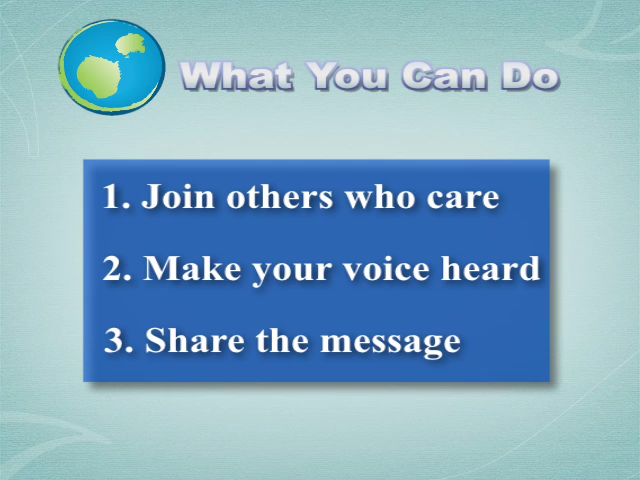 What You Can Do
1. Join others who care
2. Make your voice heard
3. Share the message